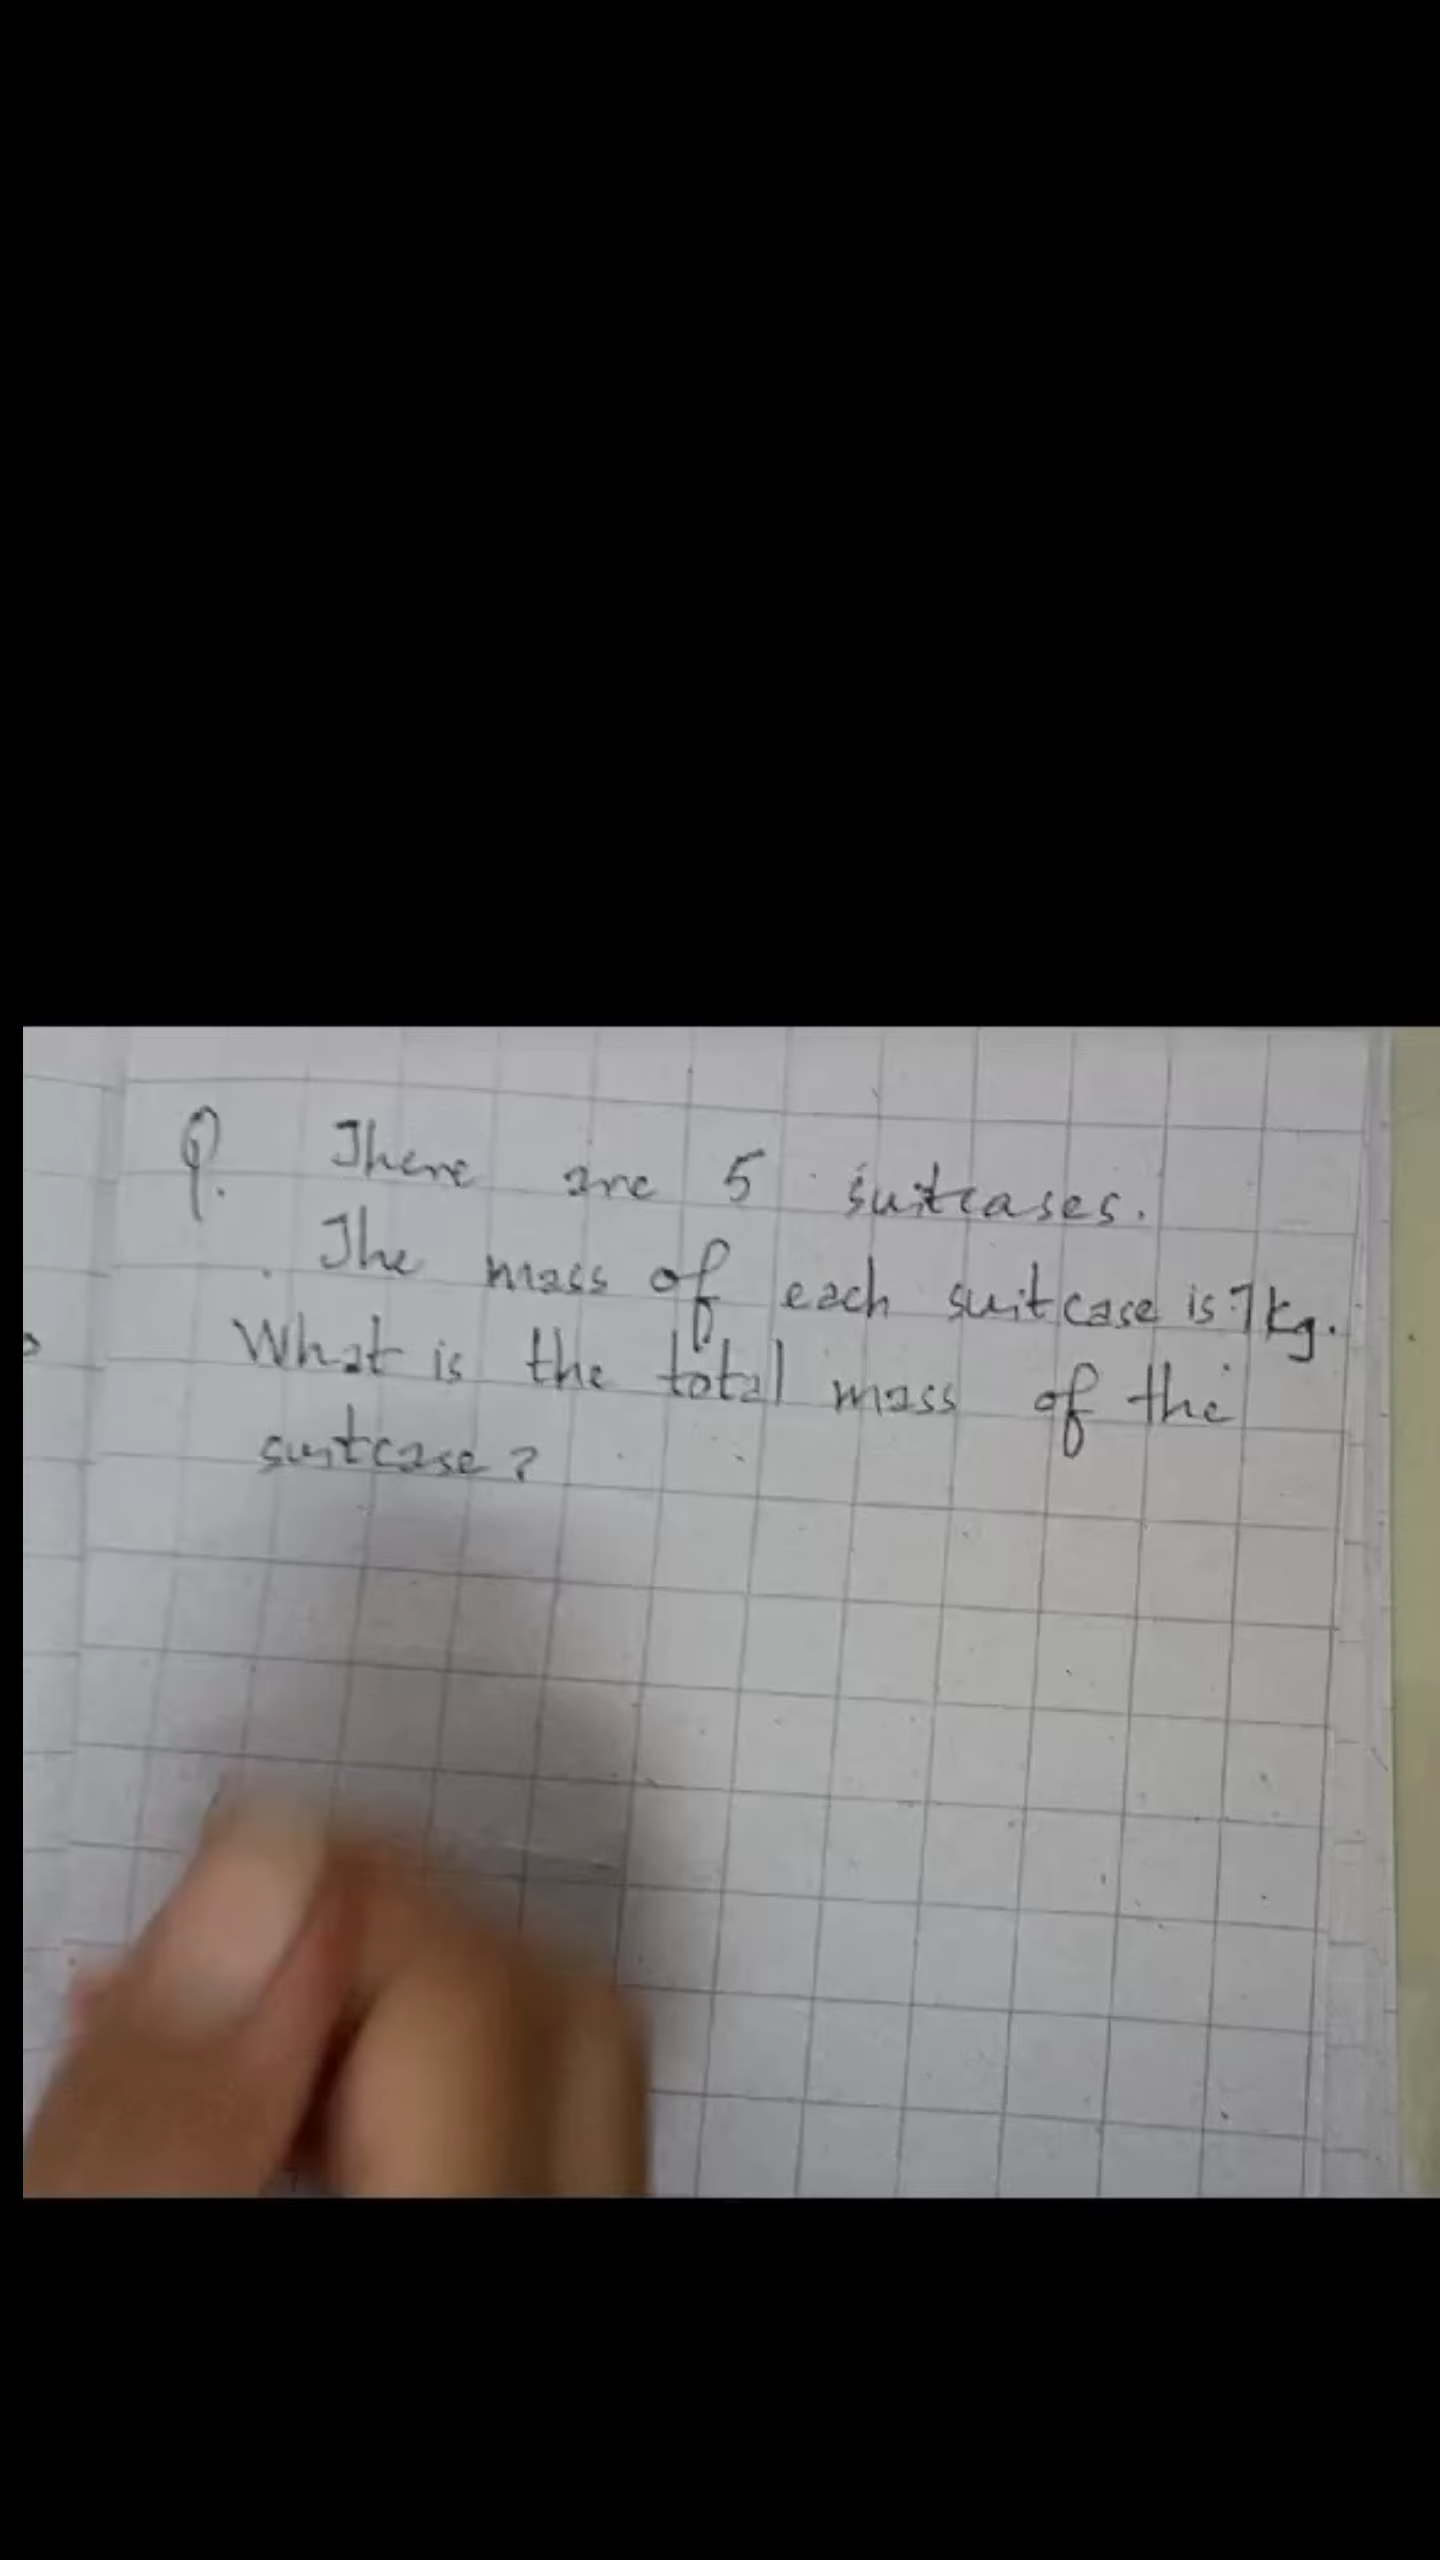 Q. There are 5 suitcases.
The mass of each suitcase is 7kg.
What is the total mass of the
suitcase?